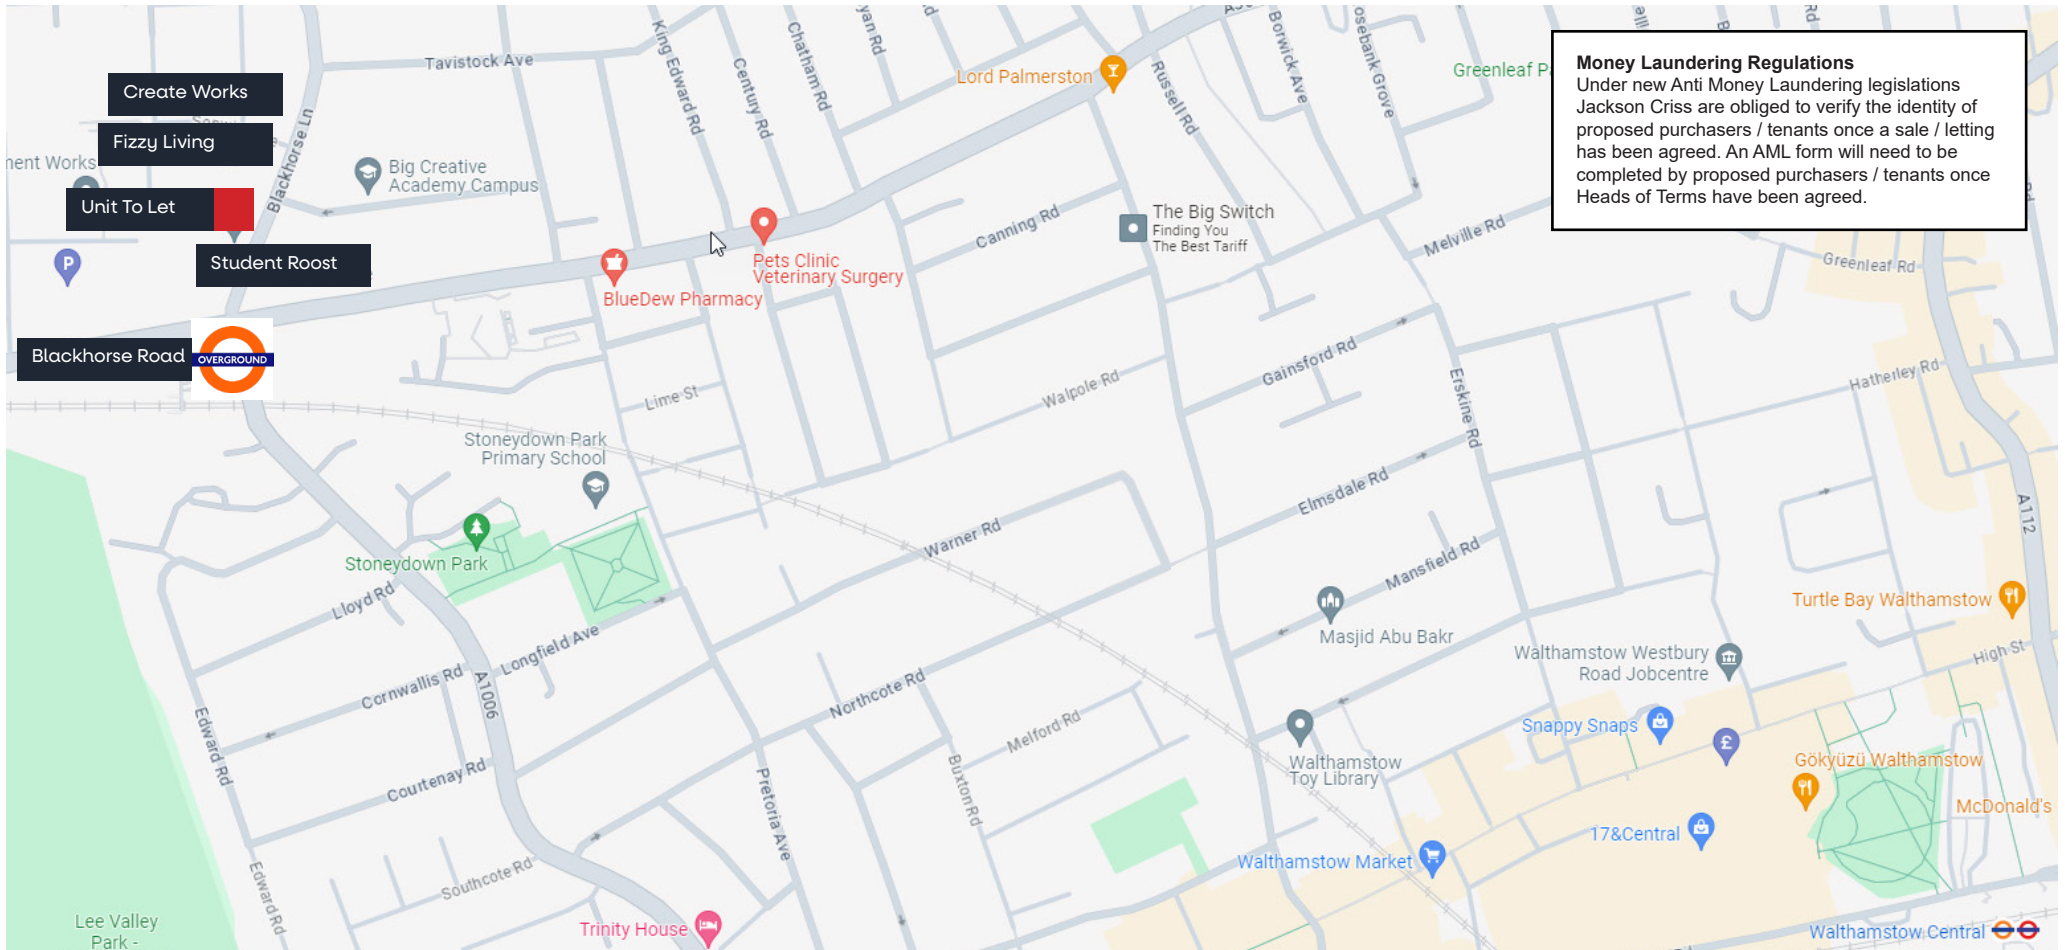 Tavistock Ave
King Edward Rd
Century Rd
Chatham Rd
yan Rd
Rd
Lord Palmerston
Russell Rd
Borwick Ave
osebank Grove
Rd
Greenleaf P
Money Laundering Regulations
Under new Anti Money Laundering legislations
Jackson Criss are obliged to verify the identity of
proposed purchasers / tenants once a sale / letting
has been agreed. An AML form will need to be
completed by proposed purchasers / tenants once
Heads of Terms have been agreed.
Create Works
Fizzy Living
nent Works
Blackhorse Ln
Big Creative
Academy Campus
Unit To Let
Student Roost
P
Pets Clinic
Veterinary Surgery
BlueDew Pharmacy
Canning Rd
The Big Switch
Finding You
The Best Tariff
Melville Rd
Greenleaf Rd
Blackhorse Road
OVERGROUND
Lime St
Walpole Rd
Gainsford Rd
Erskine Rd
Hatherley Rd
Stoneydown Park
Primary School
Elmsdale Rd
A112
Warner Rd
Mansfield Rd
Stoneydown Park
Lloyd Rd
Longfield Ave
Masjid Abu Bakr
Turtle Bay Walthamstow
High St
Walthamstow Westbury
Road Jobcentre
Cornwallis Rd
A1006
Northcote Rd
Melford Rd
Edward Rd
Snappy Snaps
£
Walthamstow
Toy Library
Gökyüzü Walthamstow
McDonald's
Courtenay Rd
Pretoria Ave
Buxton Rd
17&Central
Walthamstow Market
Southcote Rd
Edward Rd
Lee Valley
Park -
Trinity House
Walthamstow Central